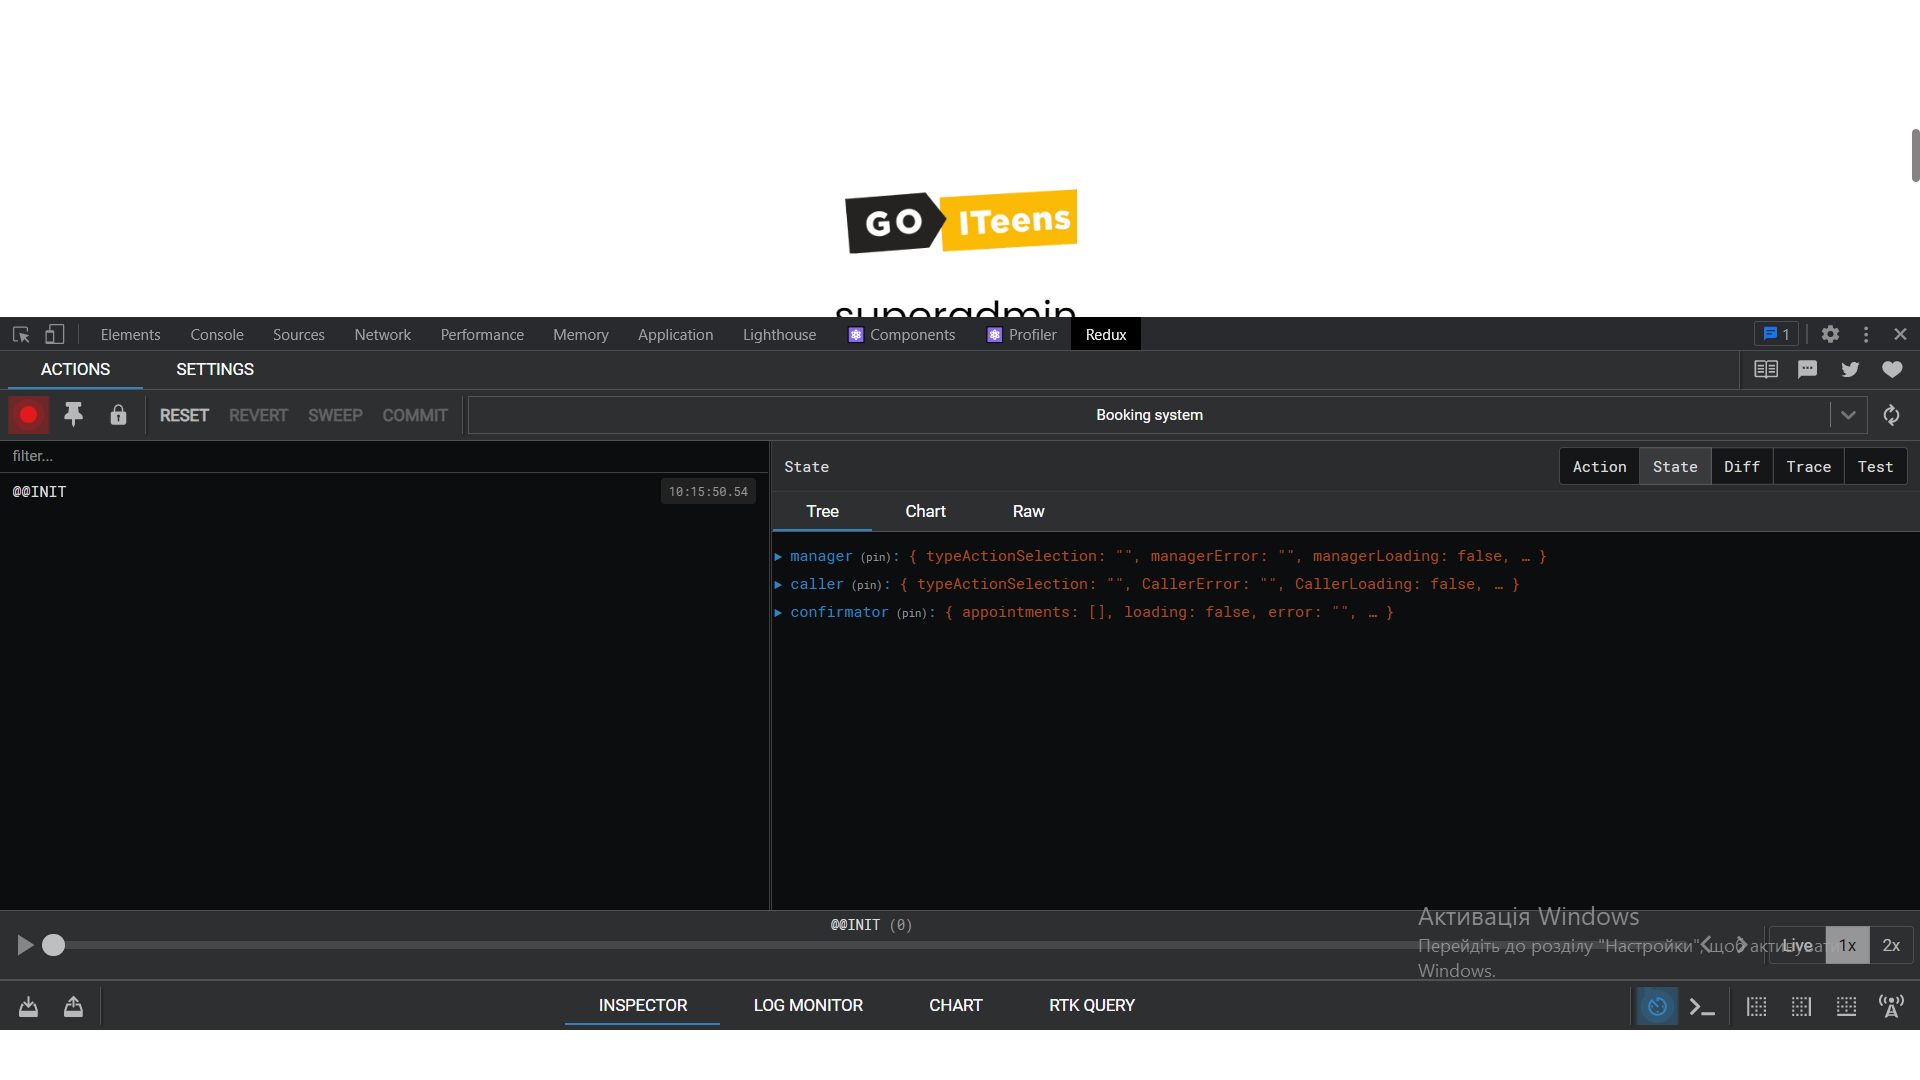 GO ITeens
superadmin
Elements Console Sources Network Performance Memory Application Lighthouse Components Profiler Redux 1
ACTIONS SETTINGS
RESET REVERT SWEEP COMMIT Booking system
filter...
@@INIT 10:15:50.54
State Action State Diff Trace Test
Tree Chart Raw
manager (pin): { typeActionSelection: "", managerError: "", managerLoading: false, … }
caller (pin): { typeActionSelection: "", CallerError: "", CallerLoading: false, … }
confirmator (pin): { appointments: [], loading: false, error: "", … }
@@INIT (0)
Live 1x 2x
Активація Windows
Перейдіть до розділу "Настройки", щоб активувати
Windows.
INSPECTOR LOG MONITOR CHART RTK QUERY